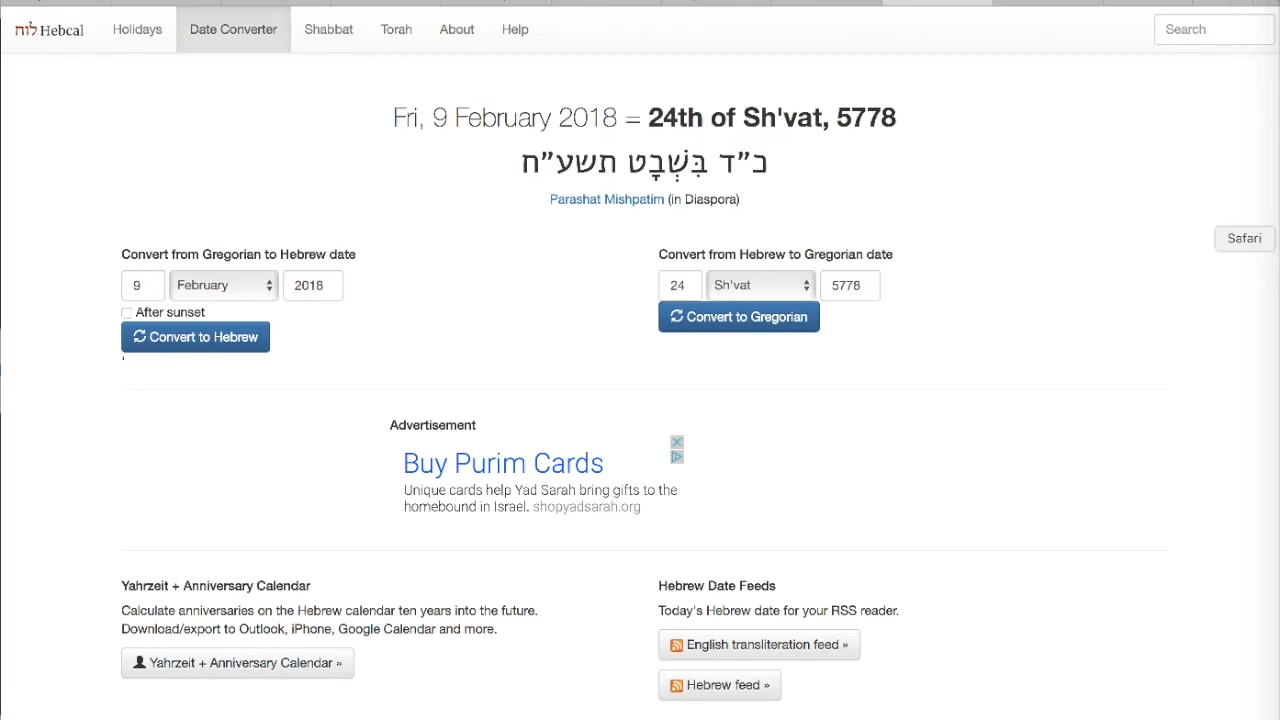 לוח Hebcal Holidays Date Converter Shabbat Torah About Help Search
Fri, 9 February 2018 = 24th of Sh'vat, 5778
כ״ד בִּשְׁבָט תשע״ח
Parashat Mishpatim (in Diaspora)
Safari
Convert from Gregorian to Hebrew date
9 February 2018
After sunset
Convert to Hebrew
Convert from Hebrew to Gregorian date
24 Sh'vat 5778
Convert to Gregorian
Advertisement
Buy Purim Cards
Unique cards help Yad Sarah bring gifts to the
homebound in Israel. shopyadsarah.org
Yahrzeit + Anniversary Calendar
Calculate anniversaries on the Hebrew calendar ten years into the future.
Download/export to Outlook, iPhone, Google Calendar and more.
Yahrzeit + Anniversary Calendar »
Hebrew Date Feeds
Today's Hebrew date for your RSS reader.
English transliteration feed »
Hebrew feed »